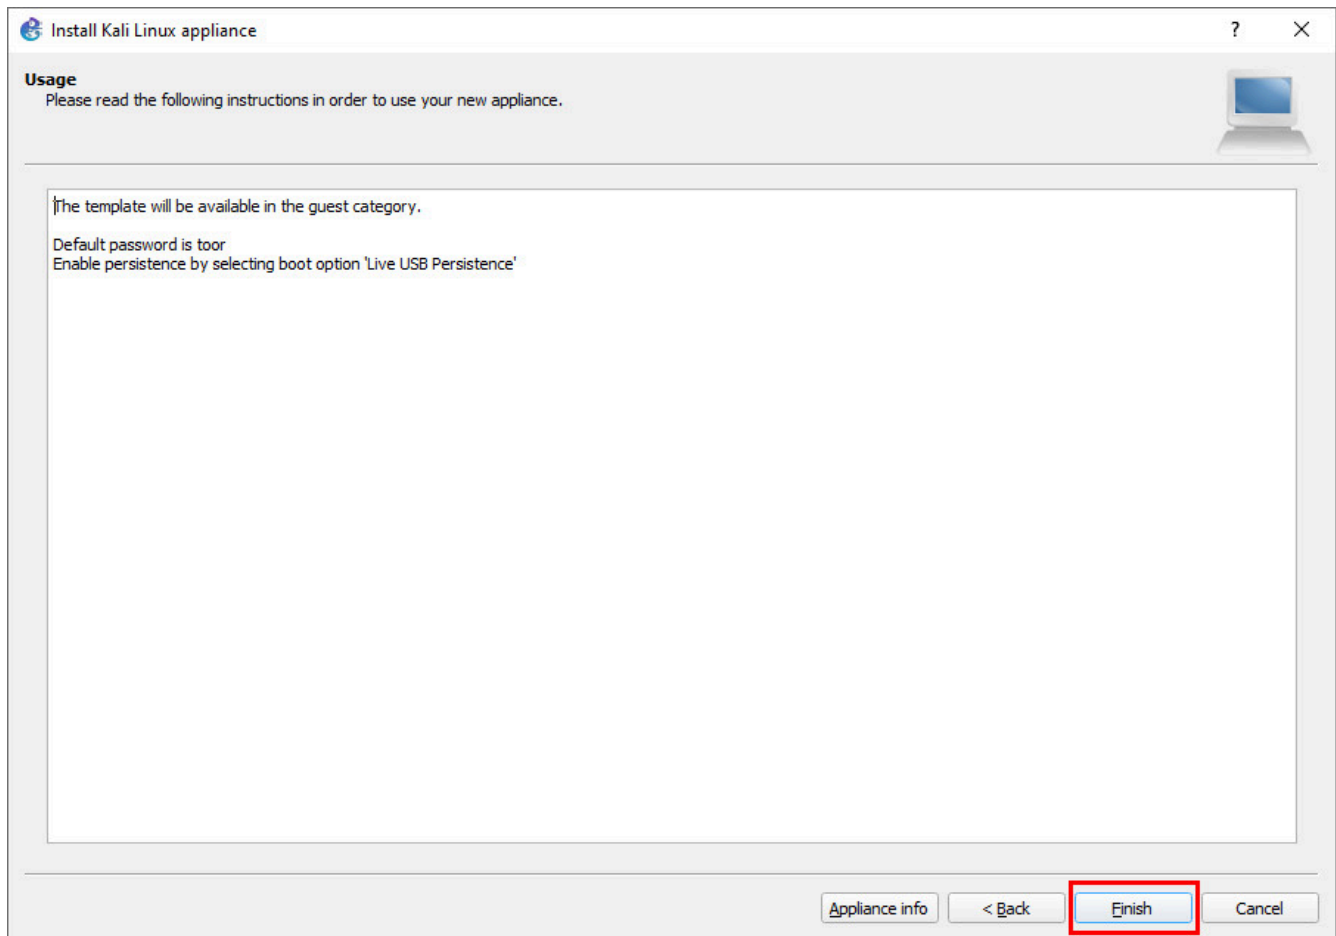 Install Kali Linux appliance
?
Usage
Please read the following instructions in order to use your new appliance.
The template will be available in the guest category.
Default password is toor
Enable persistence by selecting boot option 'Live USB Persistence'
Appliance info
< Back
Finish
Cancel